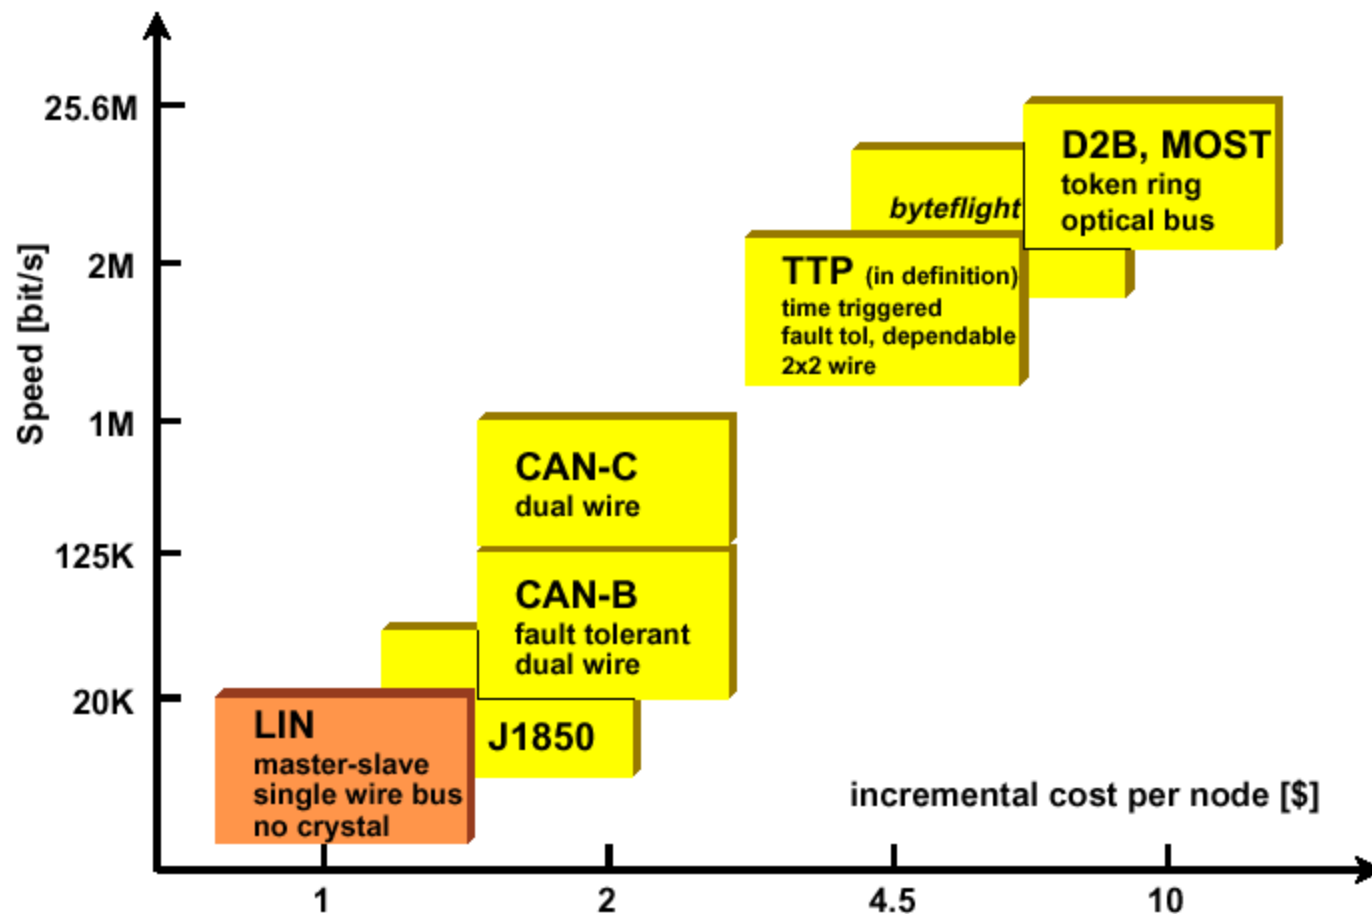 25.6M
2M
1M
125K
20K
Speed [bit/s]
D2B, MOST
token ring
optical bus
byteflight
TTP (in definition)
time triggered
fault tol, dependable
2x2 wire
CAN-C
dual wire
CAN-B
fault tolerant
dual wire
J1850
LIN
master-slave
single wire bus
no crystal
incremental cost per node [$]
1 2 4.5 10